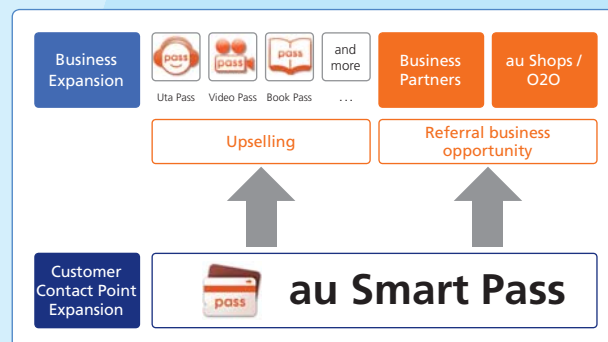 Business
Expansion
pass
pass
pass
and
more
Uta Pass
Video Pass
Book Pass
...
Business
Partners
au Shops /
O2O
Upselling
Referral business
opportunity
Customer
Contact Point
Expansion
pass
au Smart Pass